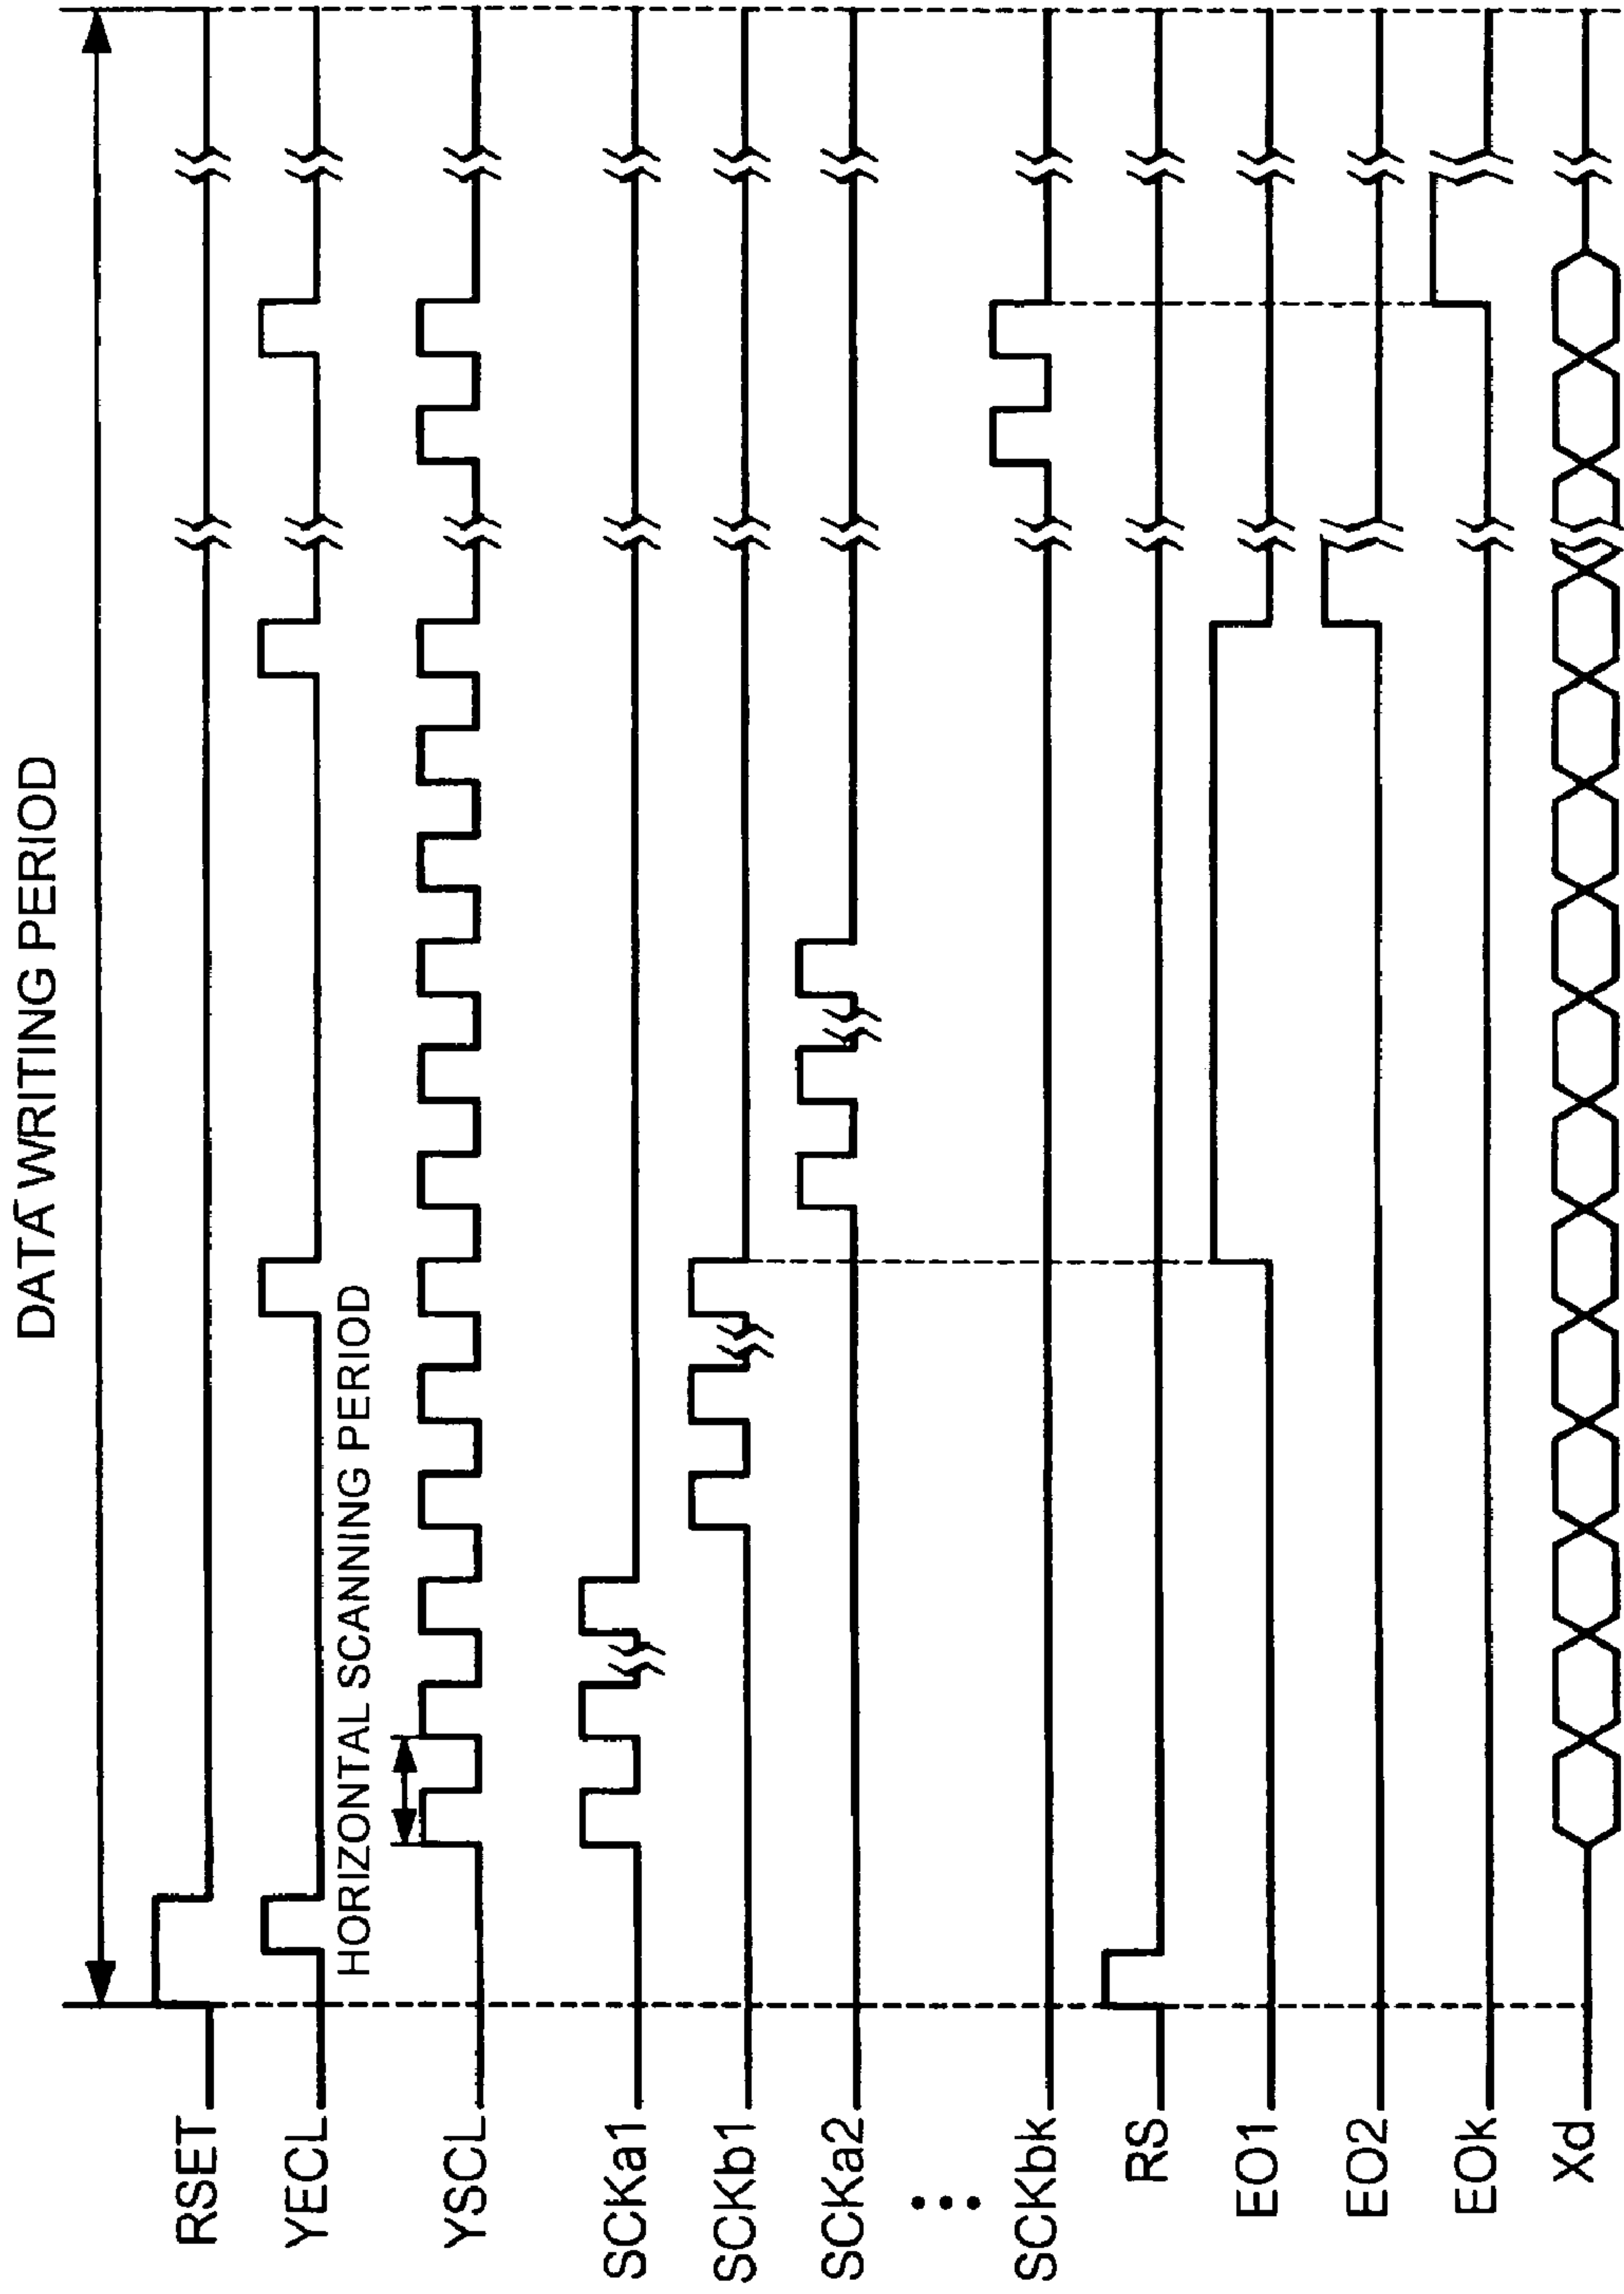 DATA WRITING PERIOD
RSET
YECL
HORIZONTAL SCANNING PERIOD
YSCL
SCKa1
SCKb1
SCKa2
SCKbk
RS
EO1
EO2
EOk
Xd